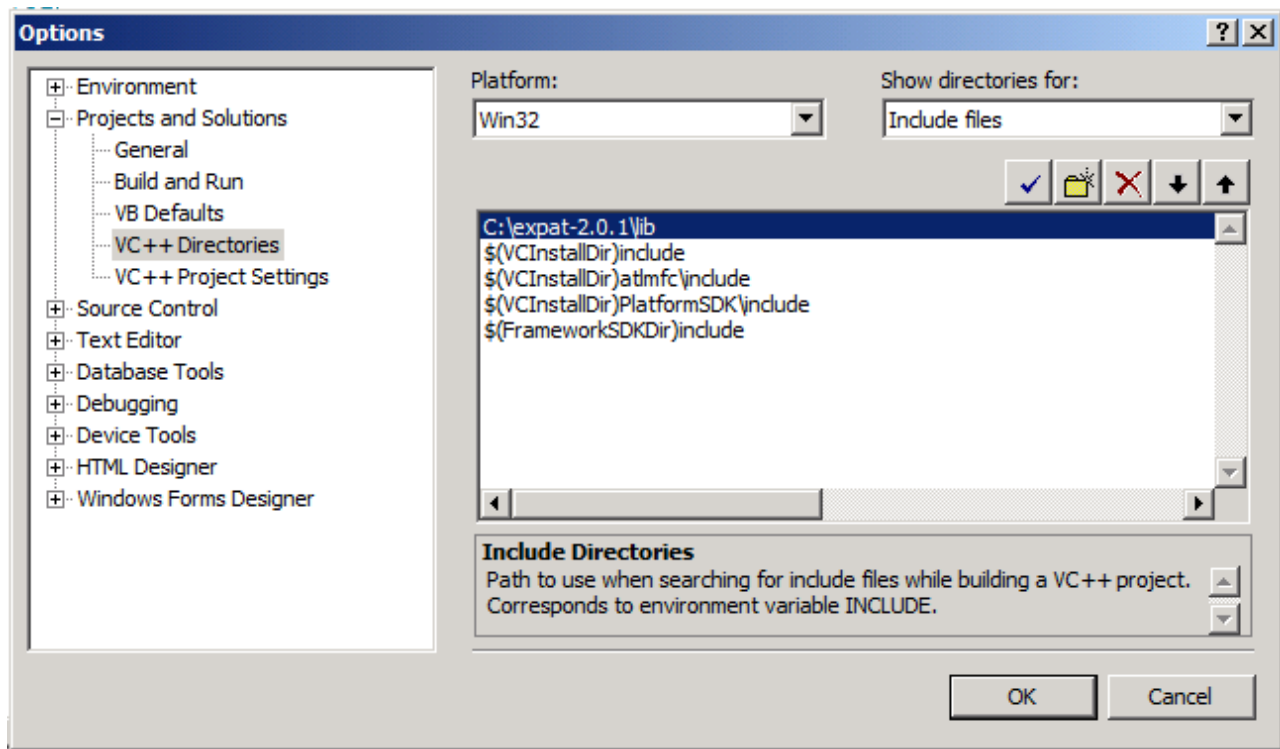 Options
Environment
Projects and Solutions
General
Build and Run
VB Defaults
VC++ Directories
VC++ Project Settings
Source Control
Text Editor
Database Tools
Debugging
Device Tools
HTML Designer
Windows Forms Designer
Platform:
Win32
Show directories for:
Include files
C:\expat-2.0.1\lib
$(VCInstallDir)include
$(VCInstallDir)atlmfc\include
$(VCInstallDir)PlatformSDK\include
$(FrameworkSDKDir)include
Include Directories
Path to use when searching for include files while building a VC++ project.
Corresponds to environment variable INCLUDE.
OK
Cancel